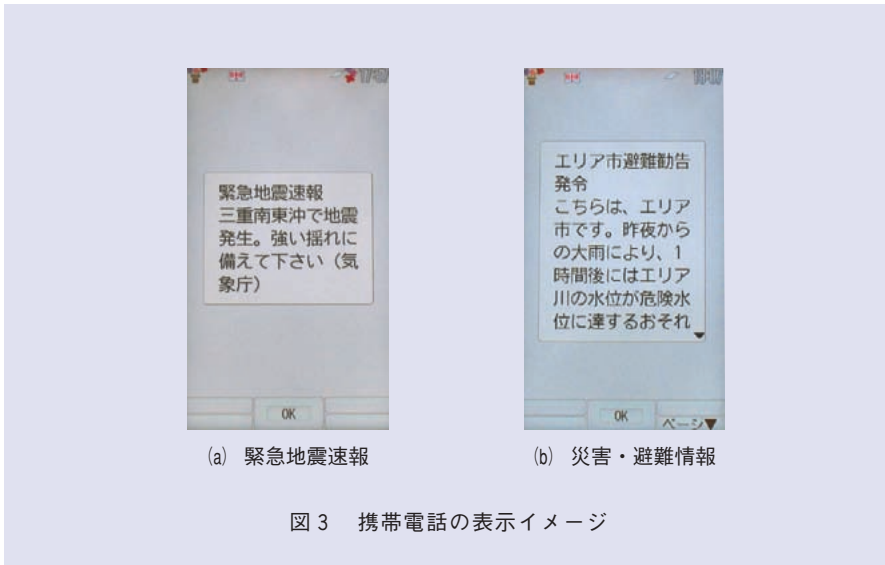 緊急地震速報
三重南東沖で地震
発生。強い揺れに
備えて下さい（気
象庁）
OK
エリア市避難勧告
発令
こちらは、エリア
市です。昨夜から
の大雨により、1
時間後にはエリア
川の水位が危険水
位に達するおそれ
OK
ページ▼
(a) 緊急地震速報
(b) 災害・避難情報
図3 携帯電話の表示イメージ